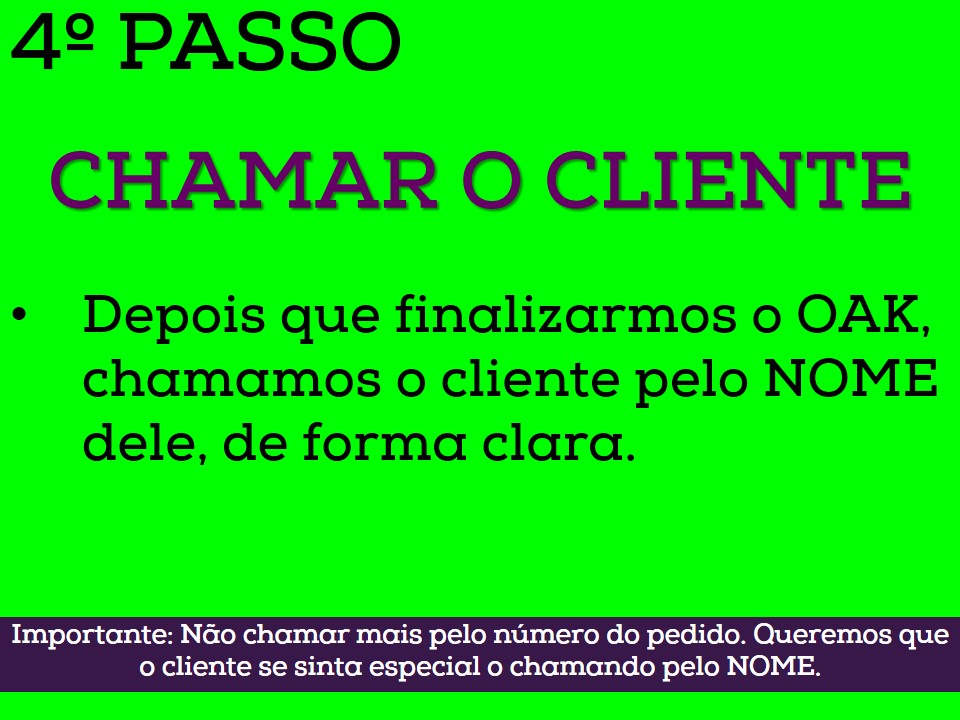 4º PASSO
CHAMAR O CLIENTE
• Depois que finalizarmos o OAK,
chamamos o cliente pelo NOME
dele, de forma clara.
Importante: Não chamar mais pelo número do pedido. Queremos que
o cliente se sinta especial o chamando pelo NOME.